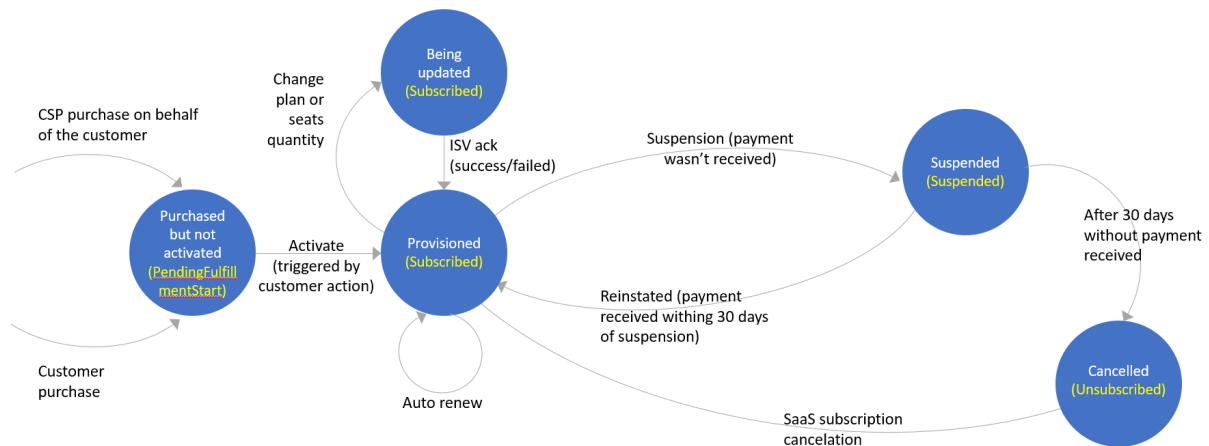 Being
updated
(Subscribed)
Change
plan or
seats
quantity
CSP purchase on behalf
of the customer
ISV ack
(success/failed)
Suspension (payment
wasn't received)
Suspended
(Suspended)
Purchased
but not
activated
(PendingFulfill
mentStart)
Activate
(triggered by
customer action)
Provisioned
(Subscribed)
After 30 days
without payment
received
Reinstated (payment
received withing 30 days
of suspension)
Customer
purchase
Auto renew
Cancelled
(Unsubscribed)
SaaS subscription
cancelation